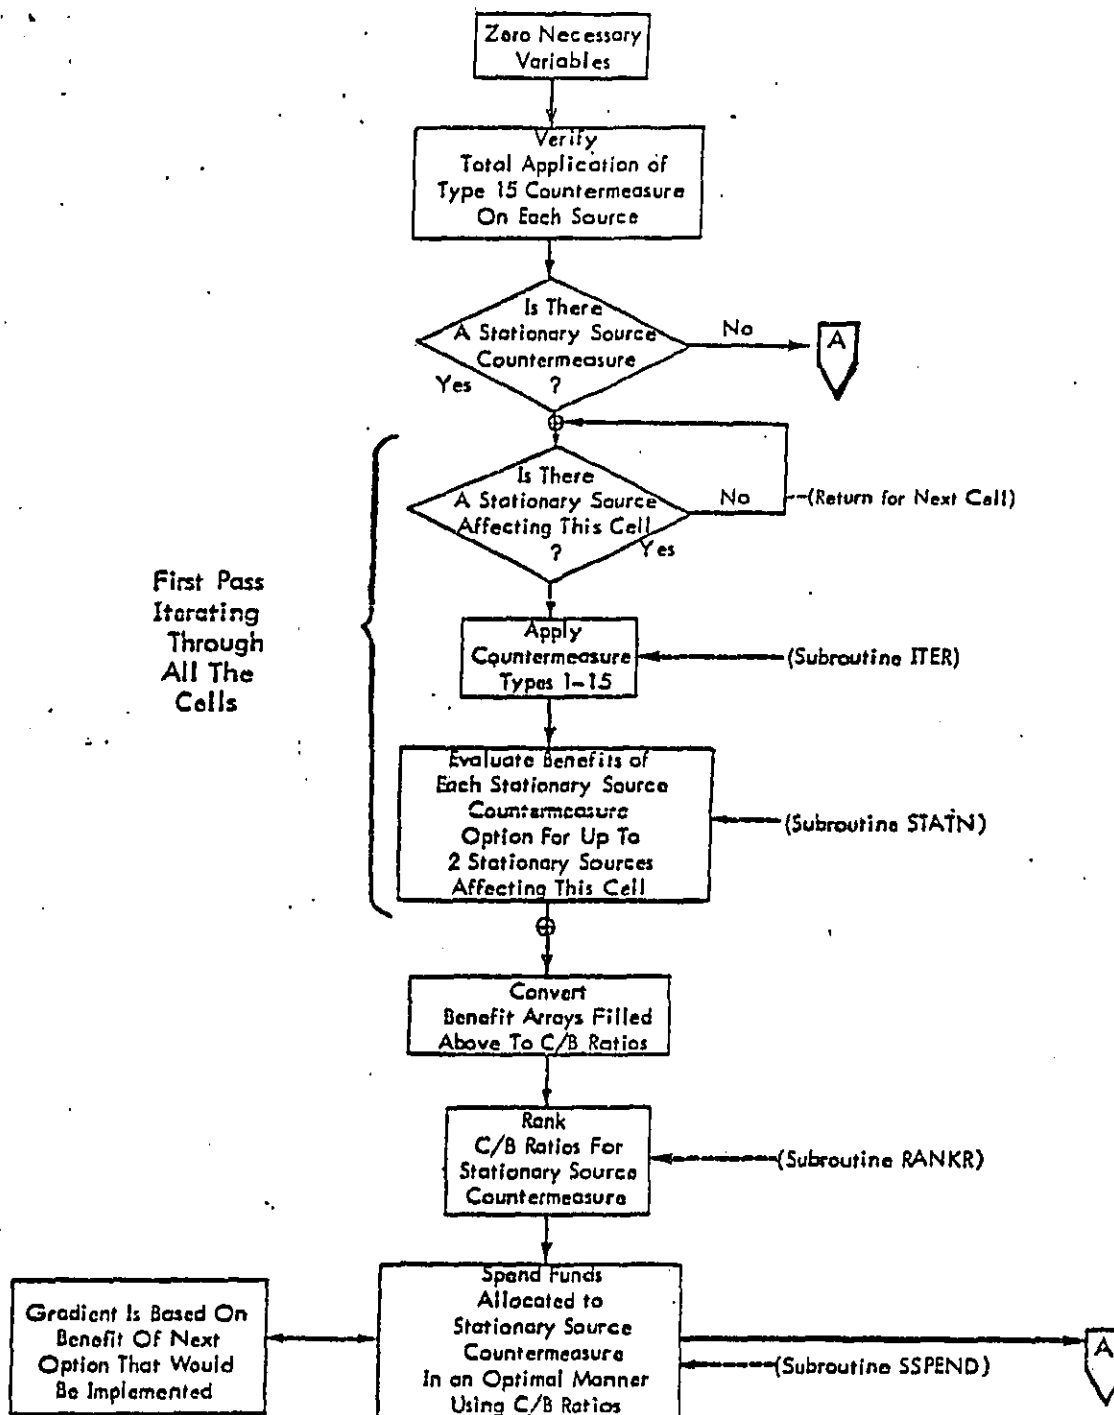 Zero Necessary
Variables
Verify
Total Application of
Type 15 Countermeasure
On Each Source
Is There
A Stationary Source
Countermeasure
?
No
A
Yes
Is There
A Stationary Source
Affecting This Cell
?
No
(Return for Next Cell)
Yes
First Pass
Iterating
Through
All The
Cells
Apply
Countermeasure
Types 1-15
(Subroutine ITER)
Evaluate Benefits of
Each Stationary Source
Countermeasure
Option For Up To
2 Stationary Sources
Affecting This Cell
(Subroutine STATN)
Convert
Benefit Arrays Filled
Above To C/B Ratios
Rank
C/B Ratios For
Stationary Source
Countermeasure
(Subroutine RANKR)
Gradient Is Based On
Benefit Of Next
Option That Would
Be Implemented
Spend Funds
Allocated to
Stationary Source
Countermeasure
In an Optimal Manner
Using C/B Ratios
(Subroutine SSPEND)
A